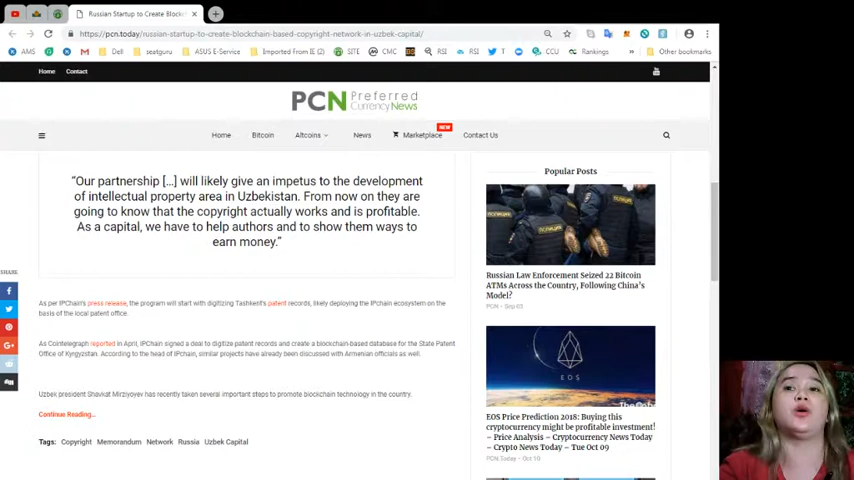 Russian Startup to Create Block
https://pcn.today/russian-startup-to-create-blockchain-based-copyright-network-in-uzbek-capital/
AMS
Dell
seatguru
ASUS E-Service
Imported From IE (2)
SITE
CMC
RSI
RSI
T
CCU
Rankings
»
Other bookmarks
Home
Contact
PCN Preferred
Currency News
Home
Bitcoin
Altcoins
News
Marketplace
NEW
Contact Us
“Our partnership [...] will likely give an impetus to the development
of intellectual property area in Uzbekistan. From now on they are
going to know that the copyright actually works and is profitable.
As a capital, we have to help authors and to show them ways to
earn money.”
SHARE
As per IPChain's press release, the program will start with digitizing Tashkent's patent records, likely deploying the IPchain ecosystem on the
basis of the local patent office.
As Cointelegraph reported in April, IPChain signed a deal to digitize patent records and create a blockchain-based database for the State Patent
Office of Kyrgyzstan. According to the head of IPchain, similar projects have already been discussed with Armenian officials as well.
Uzbek president Shavkat Mirziyoyev has recently taken several important steps to promote blockchain technology in the country.
Continue Reading...
Tags: Copyright Memorandum Network Russia Uzbek Capital
Popular Posts
Russian Law Enforcement Seized 22 Bitcoin
ATMs Across the Country, Following China's
Model?
PCN - Sep 03
EOS
EOS Price Prediction 2018: Buying this
cryptocurrency might be profitable investment!
– Price Analysis – Cryptocurrency News Today
– Crypto News Today – Tue Oct 09
PCN.Today - Oct 10